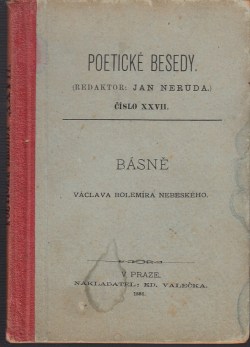 POETICKÉ BESEDY.
(REDAKTOR: JAN NERUDA.)
ČÍSLO XXVII.
BÁSNĚ
VÁCLAVA BOLEMÍRA NEBESKÉHO.
V PRAZE.
NAKLADATEL: ED. VALEČKA.